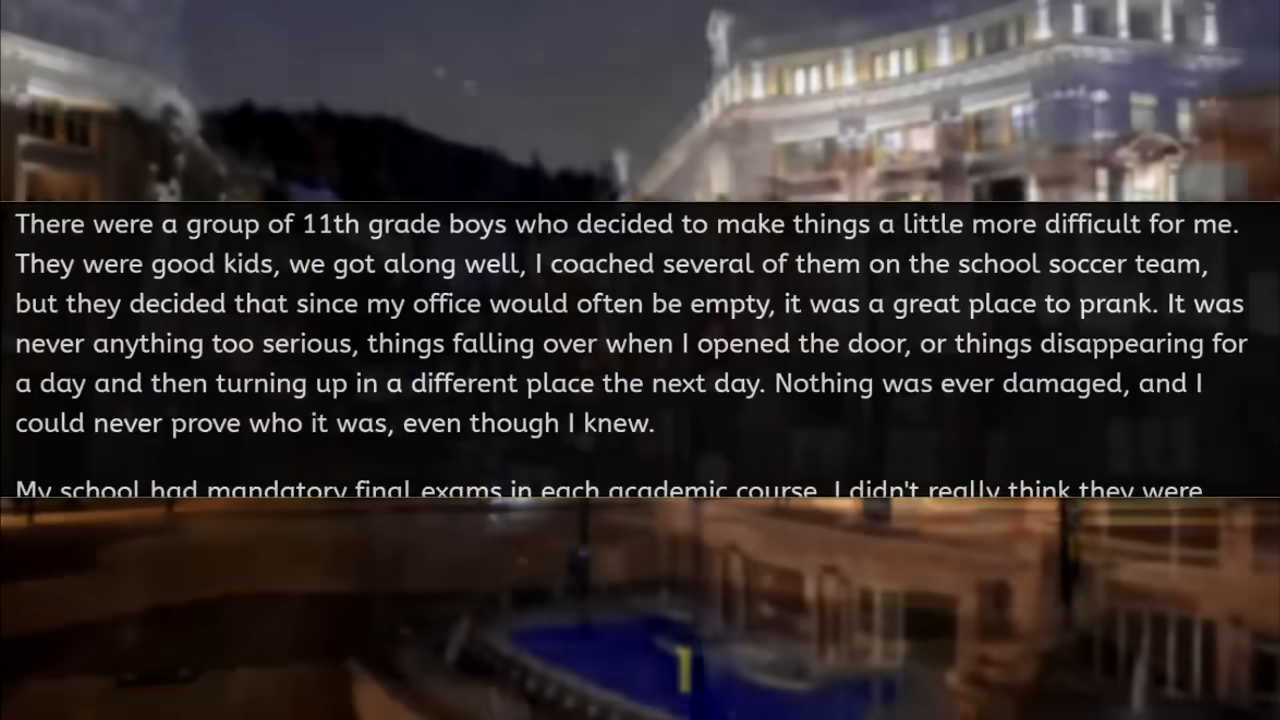 There were a group of 11th grade boys who decided to make things a little more difficult for me.
They were good kids, we got along well, I coached several of them on the school soccer team,
but they decided that since my office would often be empty, it was a great place to prank. It was
never anything too serious, things falling over when I opened the door, or things disappearing for
a day and then turning up in a different place the next day. Nothing was ever damaged, and I
could never prove who it was, even though I knew.
My school had mandatory final exams in each academic course. I didn't really think they were